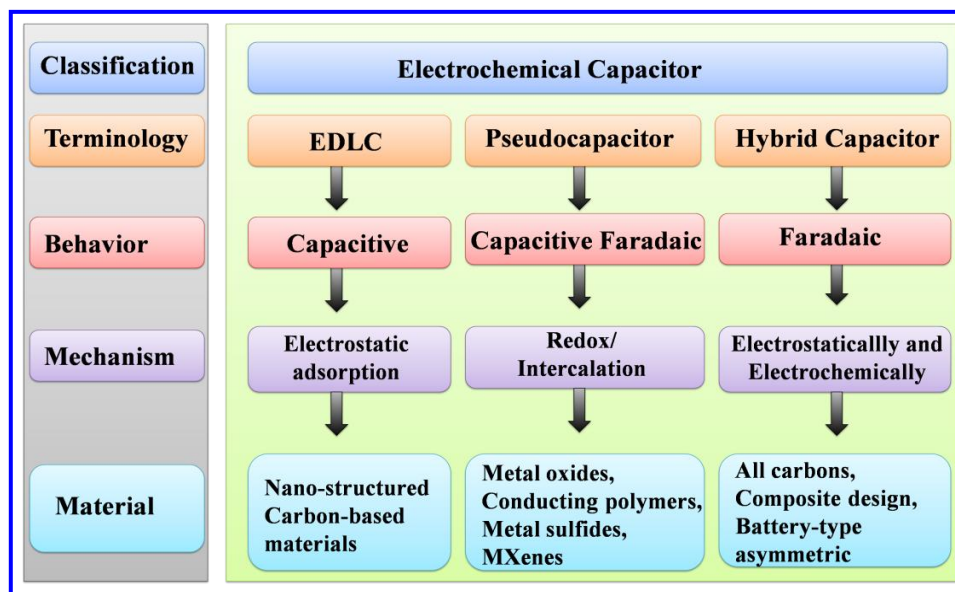 Classification
Electrochemical Capacitor
Terminology
EDLC
Pseudocapacitor
Hybrid Capacitor
Behavior
Capacitive
Capacitive Faradaic
Faradaic
Mechanism
Electrostatic
adsorption
Redox/
Intercalation
Electrostaticallly and
Electrochemically
Material
Nano-structured
Carbon-based
materials
Metal oxides,
Conducting polymers,
Metal sulfides,
MXenes
All carbons,
Composite design,
Battery-type
asymmetric